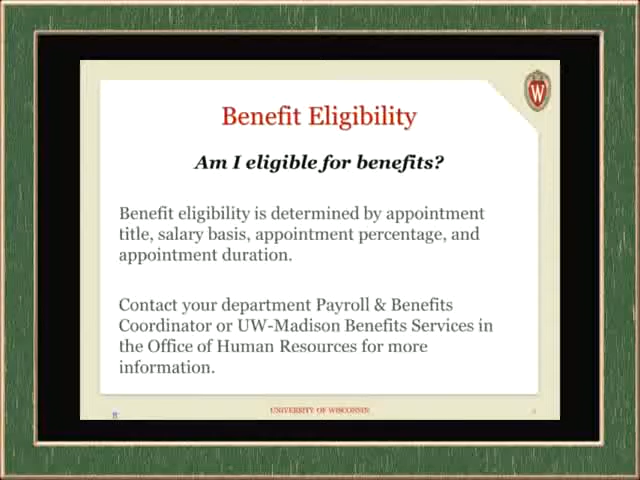 Benefit Eligibility
Am I eligible for benefits?
Benefit eligibility is determined by appointment
title, salary basis, appointment percentage, and
appointment duration.
Contact your department Payroll & Benefits
Coordinator or UW-Madison Benefits Services in
the Office of Human Resources for more
information.
UNIVERSITY OF WISCONSIN
W